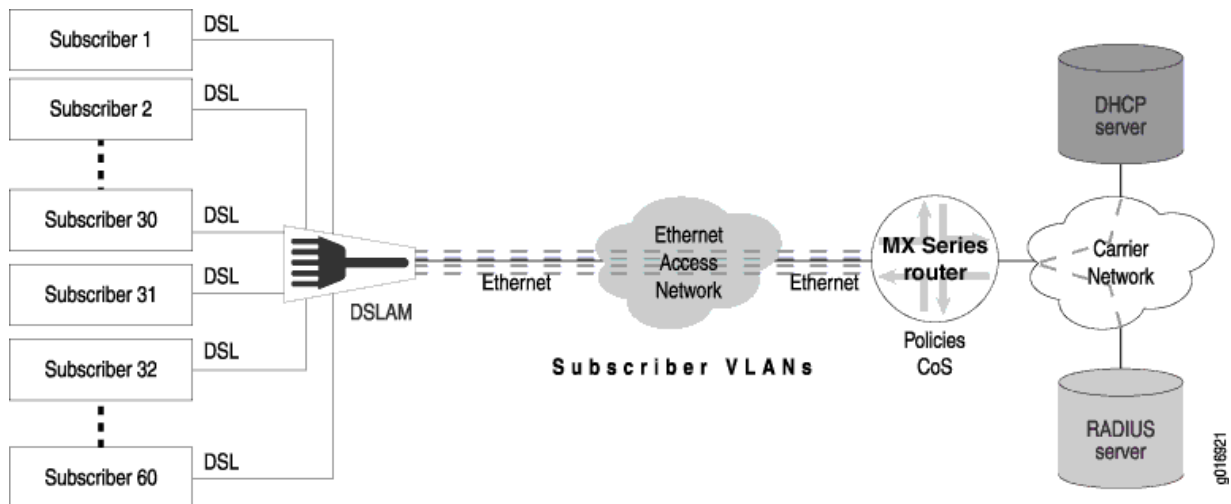 Subscriber 1
DSL
Subscriber 2
DSL
Subscriber 30
DSL
Subscriber 31
DSL
Subscriber 32
DSL
Subscriber 60
DSL
DSLAM
Ethernet
Ethernet
Access
Network
Ethernet
Subscriber VLANs
MX Series
router
Policies
CoS
DHCP
server
Carrier
Network
RADIUS
server
g016921